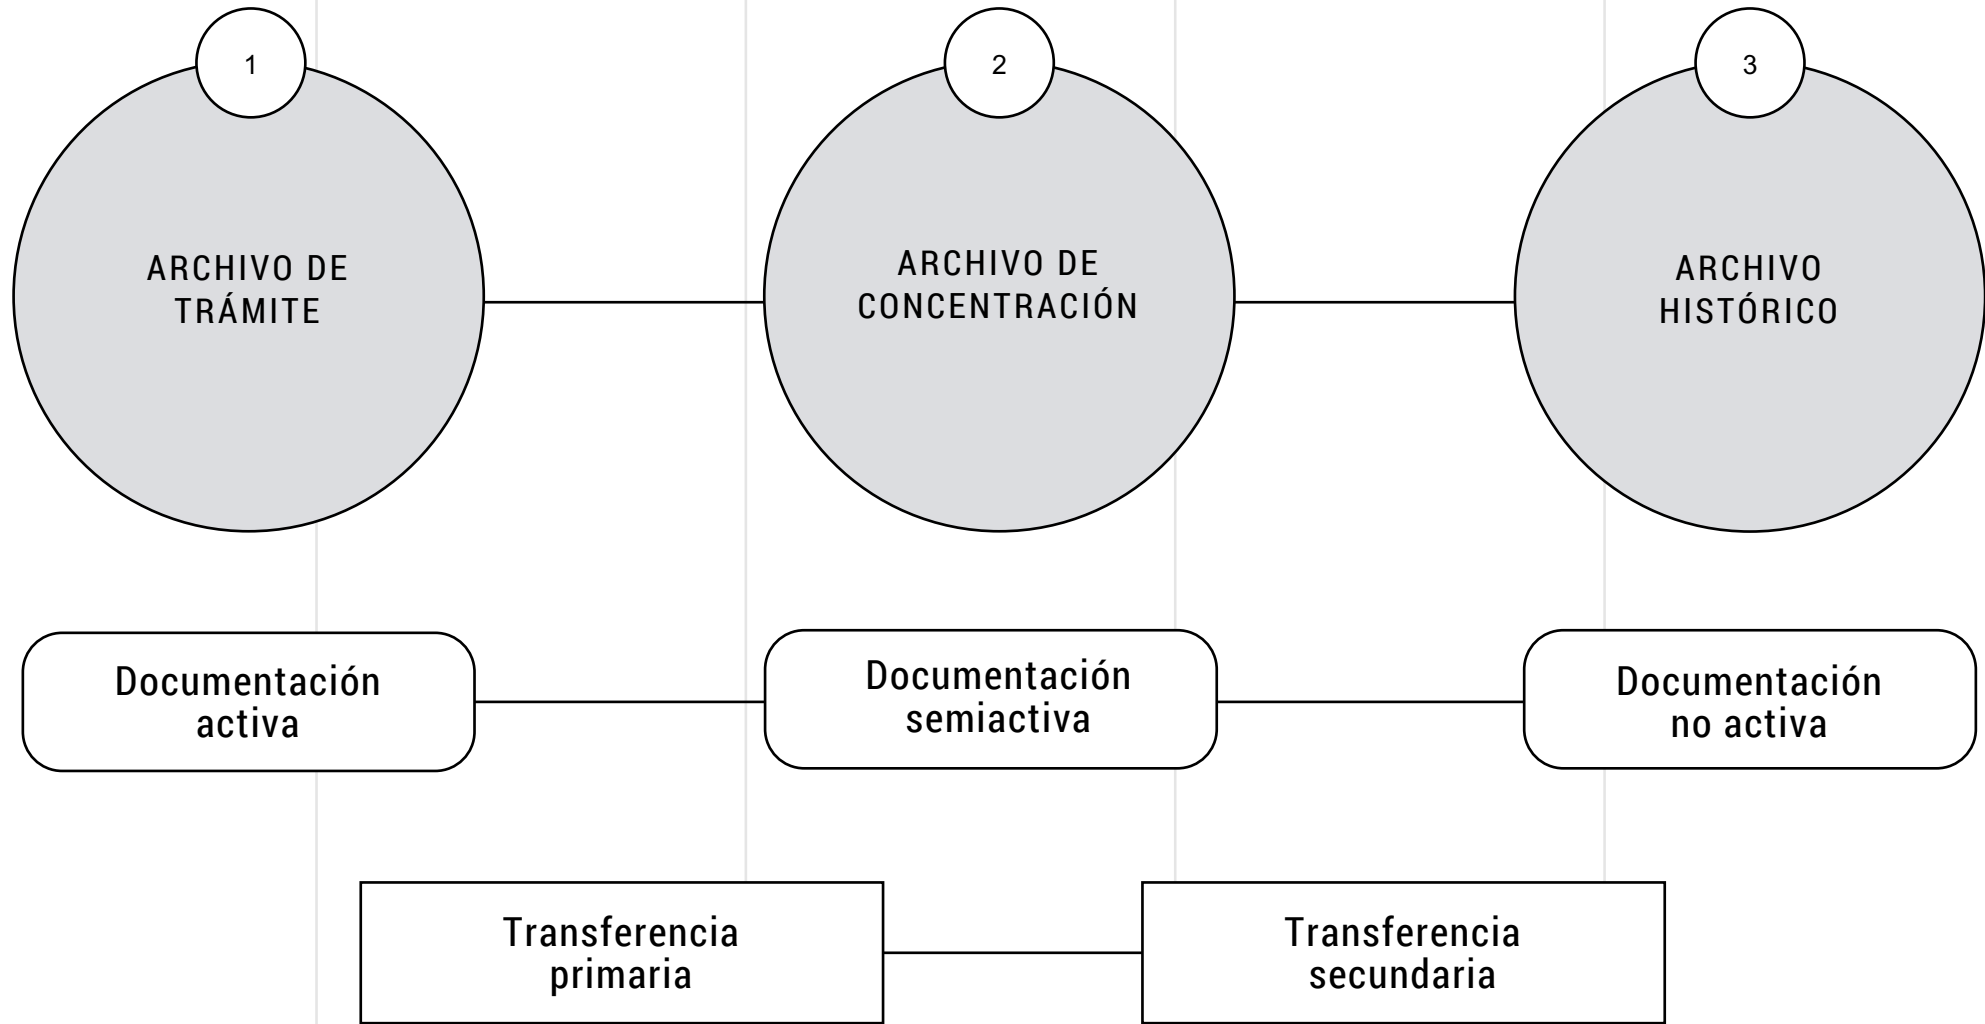 1
2
3
ARCHIVO DE
TRÁMITE
ARCHIVO DE
CONCENTRACIÓN
ARCHIVO
HISTÓRICO
Documentación
activa
Documentación
semiactiva
Documentación
no activa
Transferencia
primaria
Transferencia
secundaria